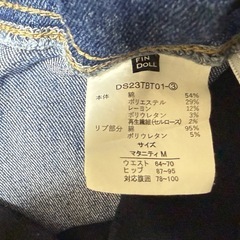 FIN
DOLL
DS23TBT01-③
本体 綿 54%
ポリエステル 29%
レーヨン 12%
ポリウレタン 3%
再生繊維(セルロース) 2%
リブ部分 綿 95%
ポリウレタン 5%
サイズ
マタニティ M
ウエスト 64-70
ヒップ 87-95
対応腹囲 78-100